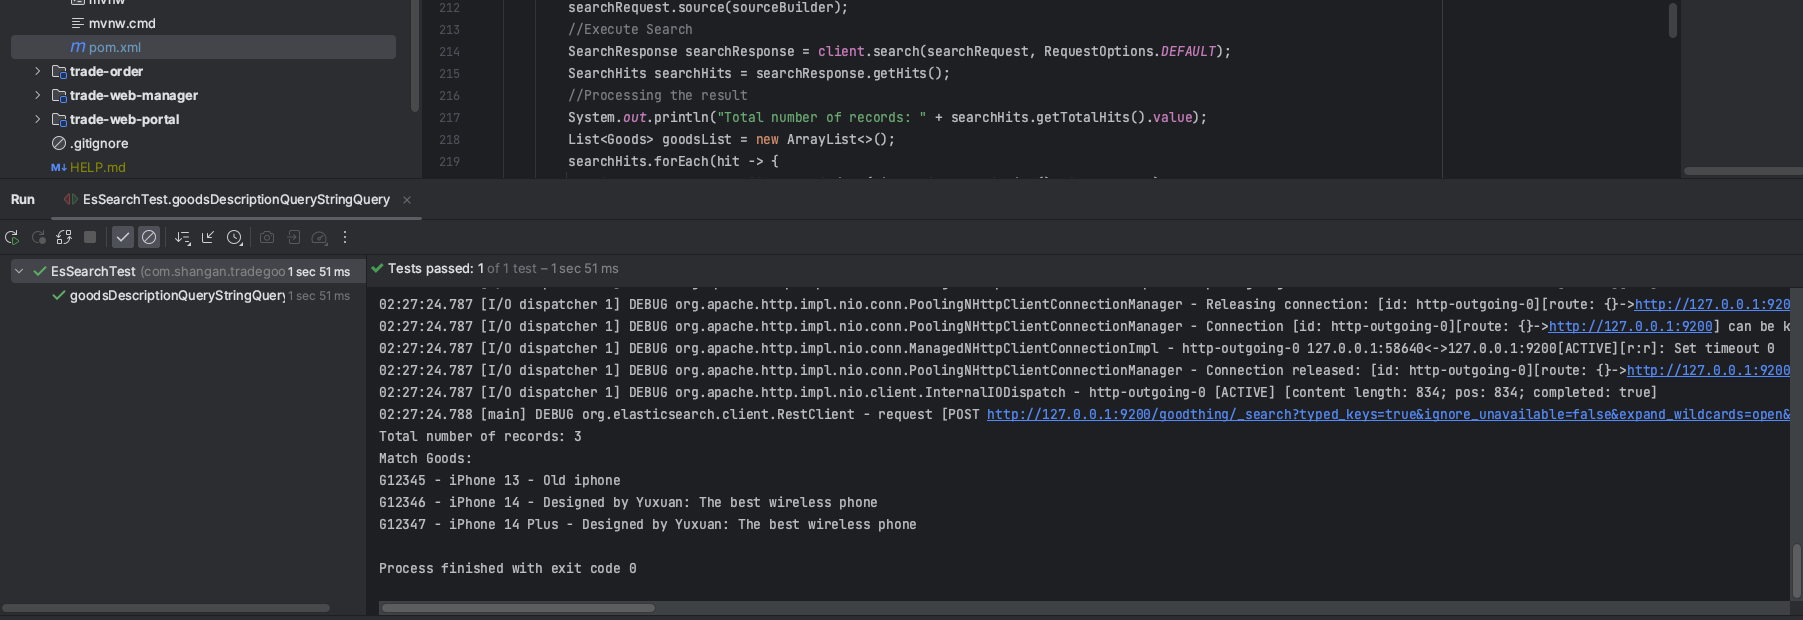 mvnw
mvnw.cmd
pom.xml
trade-order
trade-web-manager
trade-web-portal
.gitignore
HELP.md
212 searchRequest.source(sourceBuilder);
213 //Execute Search
214 SearchResponse searchResponse = client.search(searchRequest, RequestOptions.DEFAULT);
215 SearchHits searchHits = searchResponse.getHits();
216 //Processing the result
217 System.out.println("Total number of records: " + searchHits.getTotalHits().value);
218 List<Goods> goodsList = new ArrayList<>();
219 searchHits.forEach(hit -> {
Run EsSearchTest.goodsDescriptionQueryStringQuery
EsSearchTest (com.shangan.tradegoo 1 sec 51 ms
goodsDescriptionQueryStringQuery 1 sec 51 ms
Tests passed: 1 of 1 test – 1 sec 51 ms
02:27:24.787 [I/O dispatcher 1] DEBUG org.apache.http.impl.nio.conn.PoolingNHttpClientConnectionManager - Releasing connection: [id: http-outgoing-0][route: {}->http://127.0.0.1:920
02:27:24.787 [I/O dispatcher 1] DEBUG org.apache.http.impl.nio.conn.PoolingNHttpClientConnectionManager - Connection [id: http-outgoing-0][route: {}->http://127.0.0.1:9200] can be k
02:27:24.787 [I/O dispatcher 1] DEBUG org.apache.http.impl.nio.conn.ManagedNHttpClientConnectionImpl - http-outgoing-0 127.0.0.1:58640<->127.0.0.1:9200[ACTIVE][r:r]: Set timeout 0
02:27:24.787 [I/O dispatcher 1] DEBUG org.apache.http.impl.nio.conn.PoolingNHttpClientConnectionManager - Connection released: [id: http-outgoing-0][route: {}->http://127.0.0.1:9200
02:27:24.787 [I/O dispatcher 1] DEBUG org.apache.http.impl.nio.client.InternalIODispatch - http-outgoing-0 [ACTIVE] [content length: 834; pos: 834; completed: true]
02:27:24.788 [main] DEBUG org.elasticsearch.client.RestClient - request [POST http://127.0.0.1:9200/goodthing/_search?typed_keys=true&ignore_unavailable=false&expand_wildcards=open&
Total number of records: 3
Match Goods:
G12345 - iPhone 13 - Old iphone
G12346 - iPhone 14 - Designed by Yuxuan: The best wireless phone
G12347 - iPhone 14 Plus - Designed by Yuxuan: The best wireless phone
Process finished with exit code 0